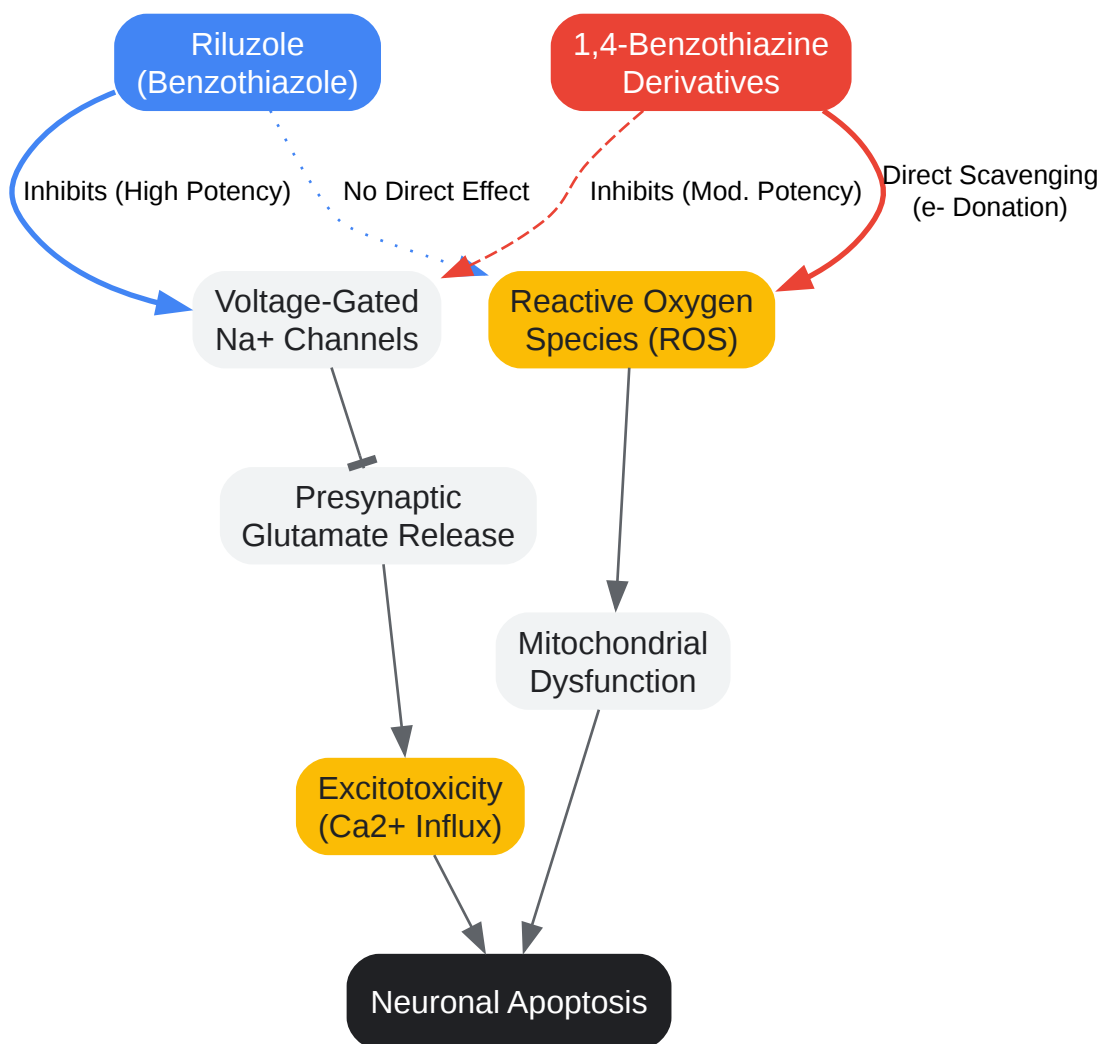 Riluzole
(Benzothiazole)
1,4-Benzothiazine
Derivatives
Inhibits (High Potency)
No Direct Effect
Inhibits (Mod. Potency)
Direct Scavenging
(e- Donation)
Voltage-Gated
Na+ Channels
Reactive Oxygen
Species (ROS)
Presynaptic
Glutamate Release
Mitochondrial
Dysfunction
Excitotoxicity
(Ca2+ Influx)
Neuronal Apoptosis